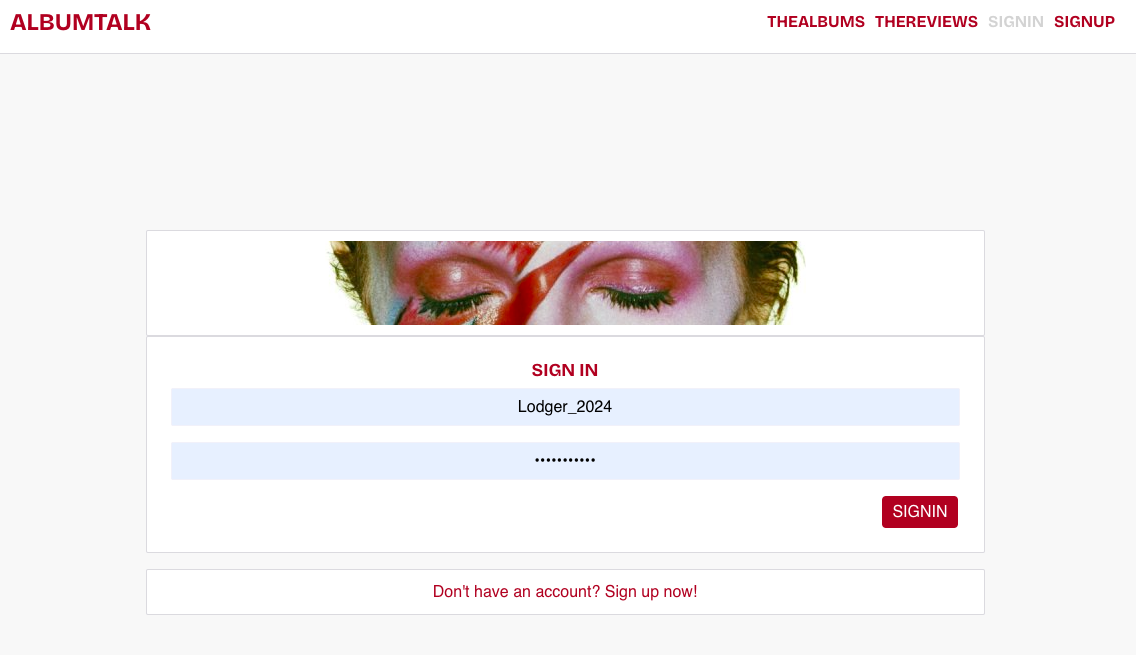 ALBUMTALK
THEALBUMS THEREVIEWS SIGNIN SIGNUP
SIGN IN
Lodger_2024
•••••••••••
SIGNIN
Don't have an account? Sign up now!